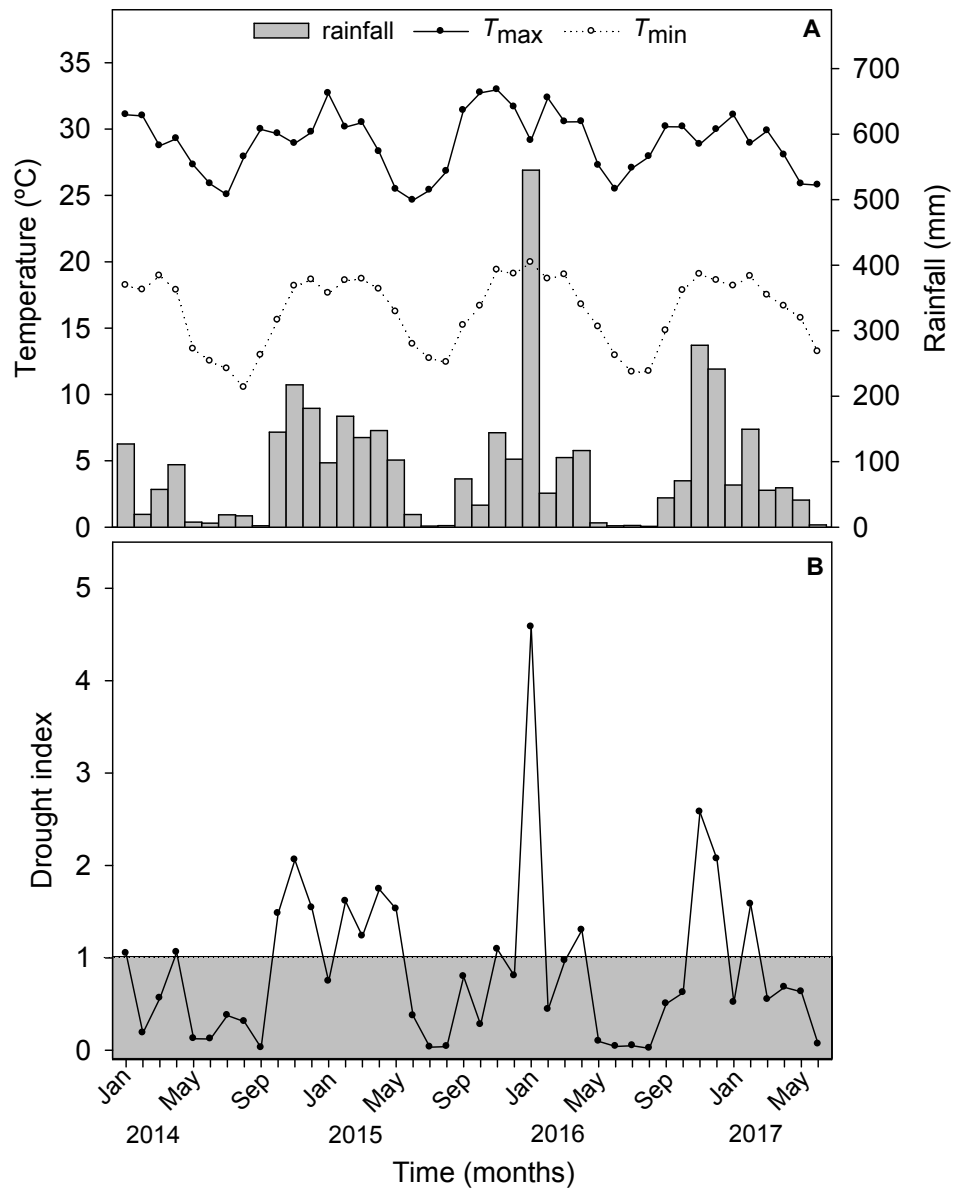 rainfall Tmax Tmin A
35
30
25
20
15
10
5
0
Temperature (ºC)
700
600
500
400
300
200
100
0
Rainfall (mm)
B
5
4
3
2
1
0
Drought index
Jan May Sep Jan May Sep Jan May Sep Jan May
2014 2015 2016 2017
Time (months)